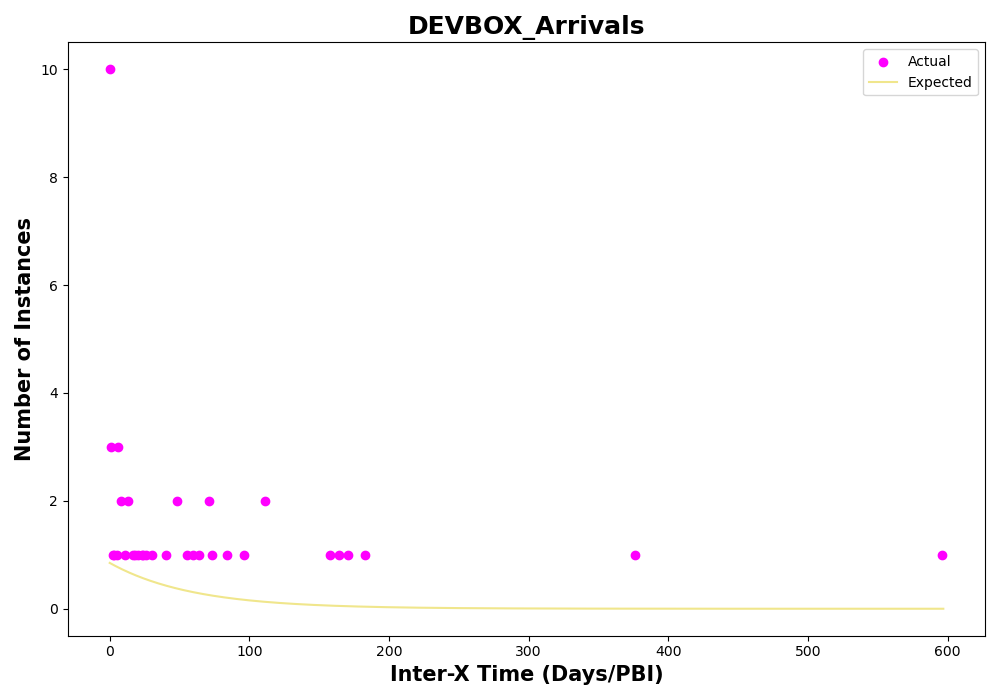 DEVBOX_Arrivals
Actual
Expected
Number of Instances
10
8
6
4
2
0
0 100 200 300 400 500 600
Inter-X Time (Days/PBI)